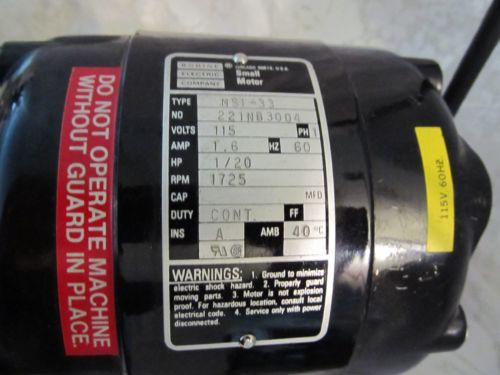 BODINE
ELECTRIC
COMPANY
CHICAGO 60618, U.S.A.
Small
Motor
TYPE NSI-33
NO 221NB3004
VOLTS 115 PH 1
AMP 1.6 HZ 60
HP 1/20
RPM 1725
CAP MFD
DUTY CONT. FF
INS A AMB 40 °C
WARNINGS: 1. Ground to minimize
electric shock hazard. 2. Properly guard
moving parts. 3. Motor is not explosion
proof. For hazardous location, consult local
electrical code. 4. Service only with power
disconnected.
DO NOT OPERATE MACHINE
WITHOUT GUARD IN PLACE.
115V 60HZ